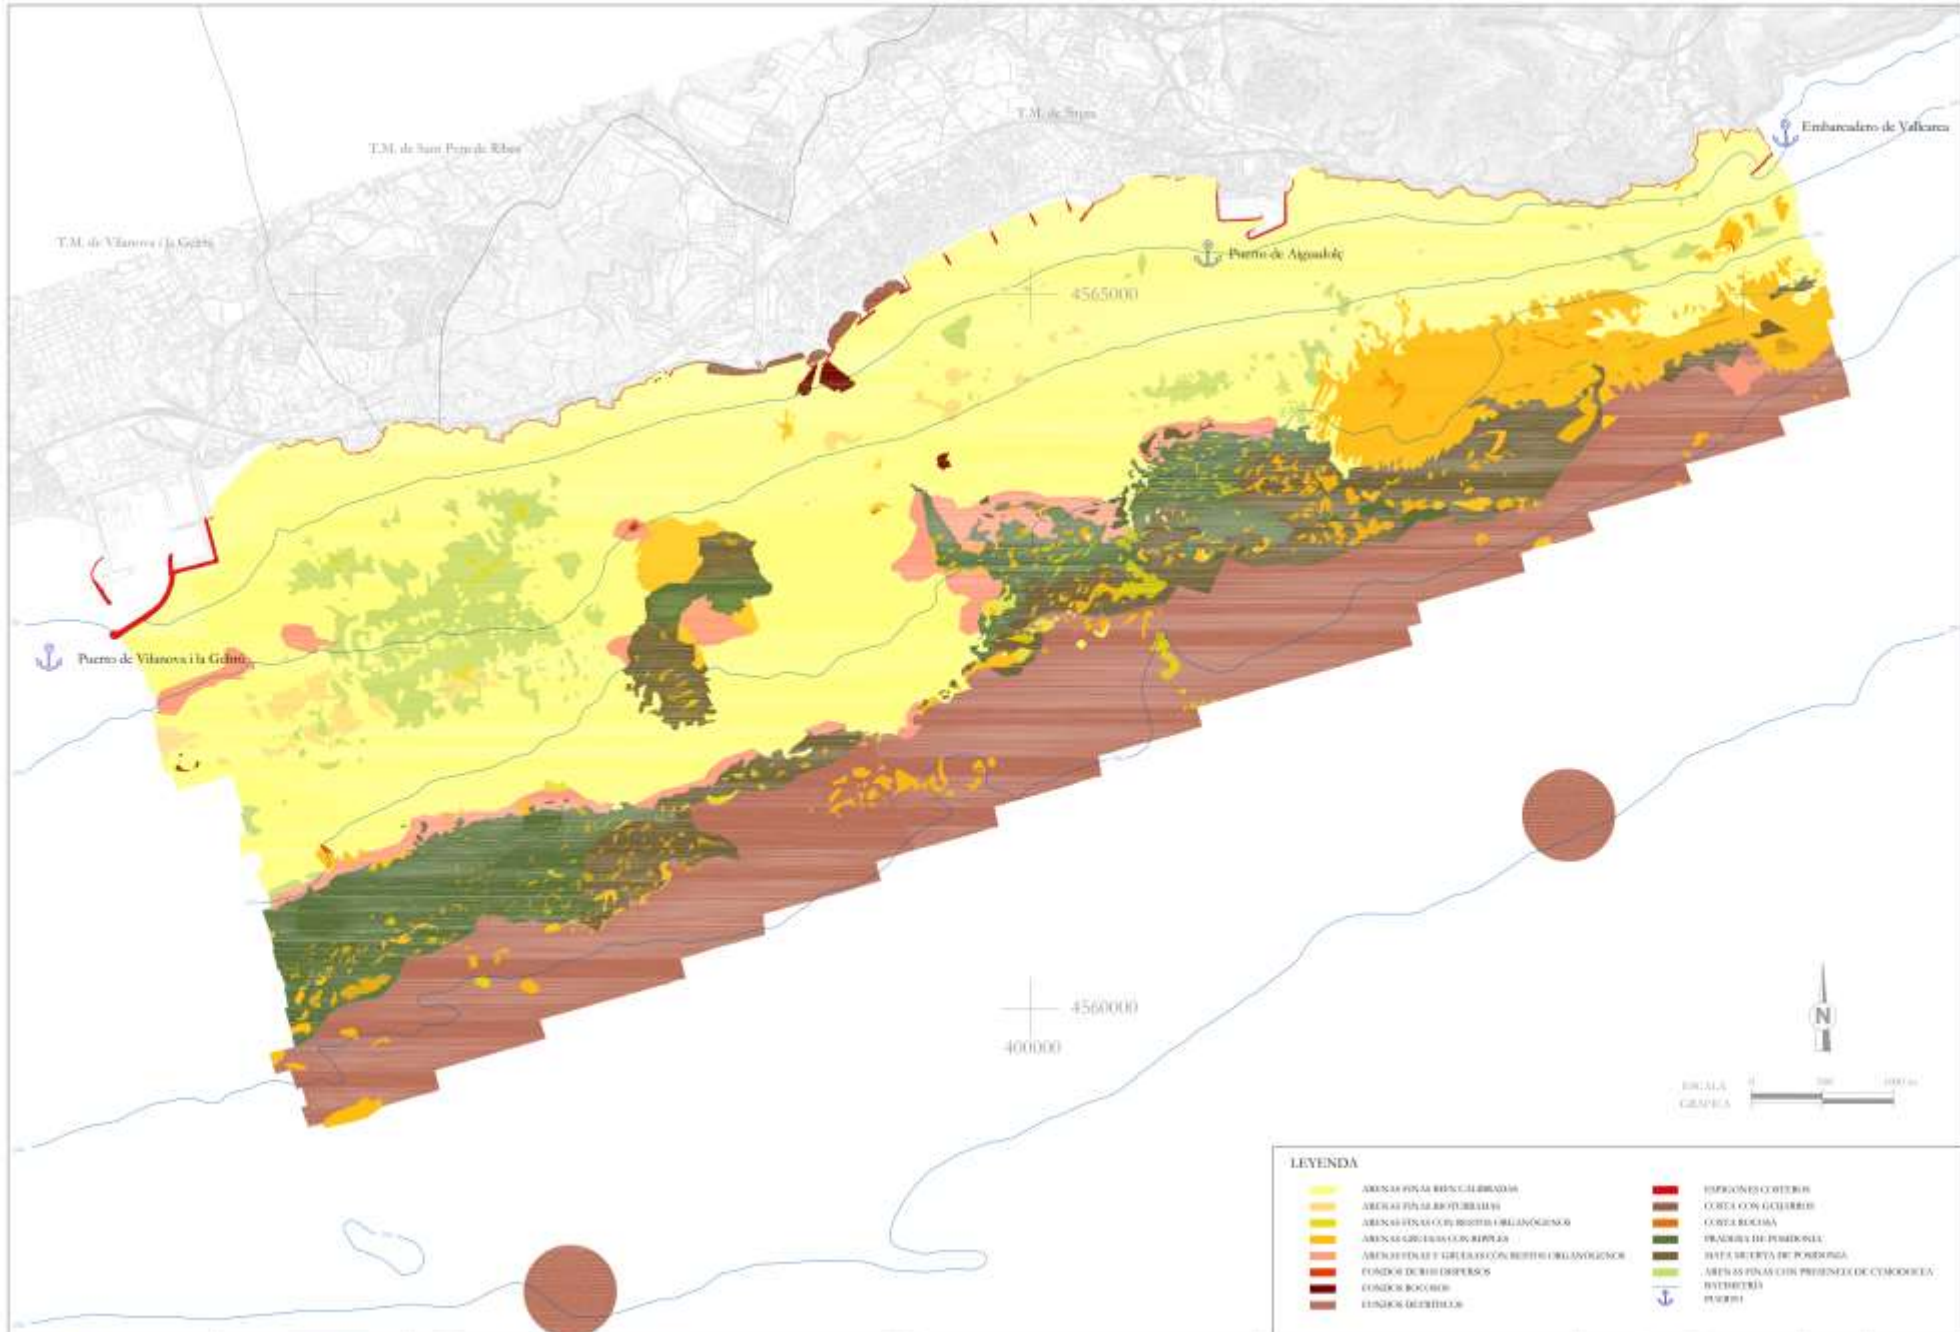 T.M. de Sitges
Embarcadero de Vallcarca
T.M. de Sant Pere de Ribes
T.M. de Vilanova i la Geltrú
Puerto de Aiguadolç
4565000
Puerto de Vilanova i la Geltrú
4560000
400000
N
ESCALA
GRÁFICA
0 500 1000 m
LEYENDA
ARENAS FINAS BIEN CALIBRADAS
ARENAS FINAS BIOTURBADAS
ARENAS FINAS CON RESTOS ORGANÓGENOS
ARENAS GRUESAS CON RIPPLES
ARENAS FINAS Y GRUESAS CON RESTOS ORGANÓGENOS
FONDOS DUROS DISPERSOS
FONDOS ROCOSOS
FONDOS DETRÍTICOS
ESPIGONES COSTEROS
COSTA CON GUIJARROS
COSTA ROCOSA
PRADERA DE POSIDONIA
MATA MUERTA DE POSIDONIA
ARENAS FINAS CON PRESENCIA DE CYMODOCEA
BATIMETRÍA
PUERTO